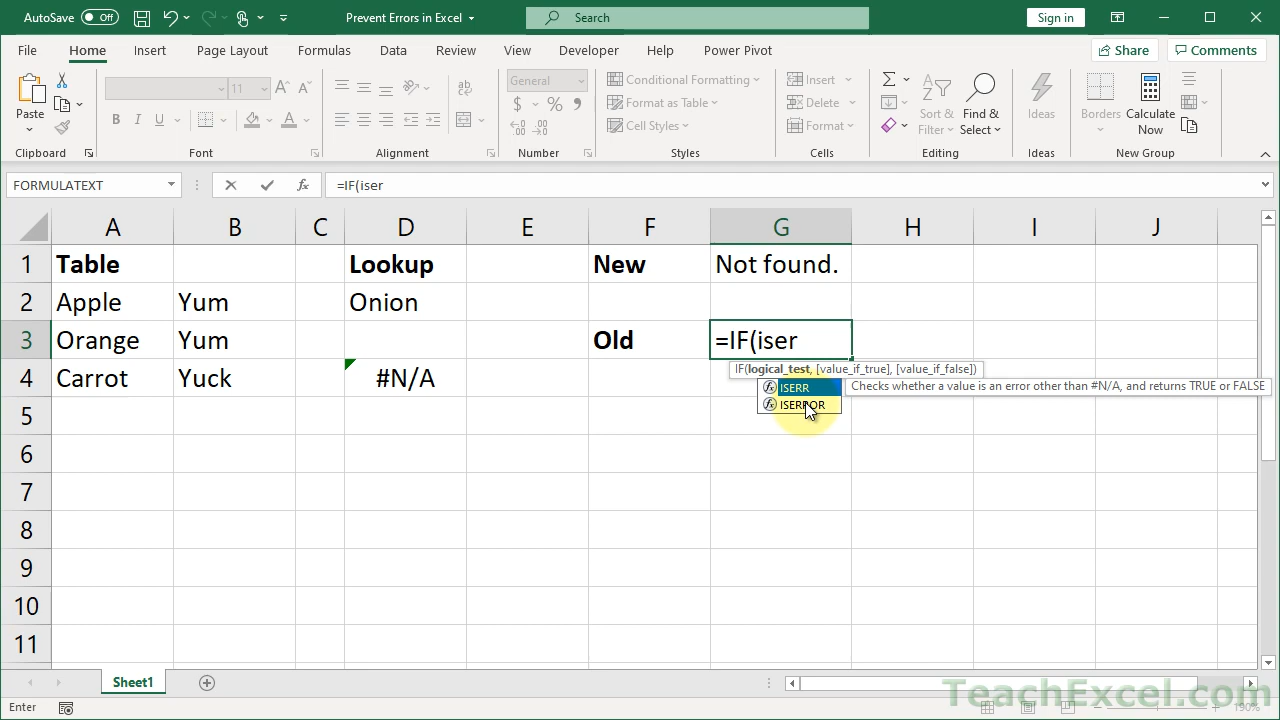 AutoSave Off Prevent Errors in Excel Search Sign in
File Home Insert Page Layout Formulas Data Review View Developer Help Power Pivot Share Comments
Paste
Clipboard
11
B I U A
Font
ab
Alignment
General
$ % 9
Number
Conditional Formatting
Format as Table
Cell Styles
Styles
Insert
Delete
Format
Cells
Sort & Filter
Find & Select
Editing
Ideas
Ideas
Borders
Calculate Now
New Group
FORMULATEXT fx =IF(iser
A B C D E F G H I J
1 Table Lookup New Not found.
2 Apple Yum Onion
3 Orange Yum Old =IF(iser
IF(logical_test, [value_if_true], [value_if_false])
4 Carrot Yuck #N/A
ISERR Checks whether a value is an error other than #N/A, and returns TRUE or FALSE
ISERROR
5
6
7
8
9
10
11
Sheet1
Enter
TeachExcel.com
190%